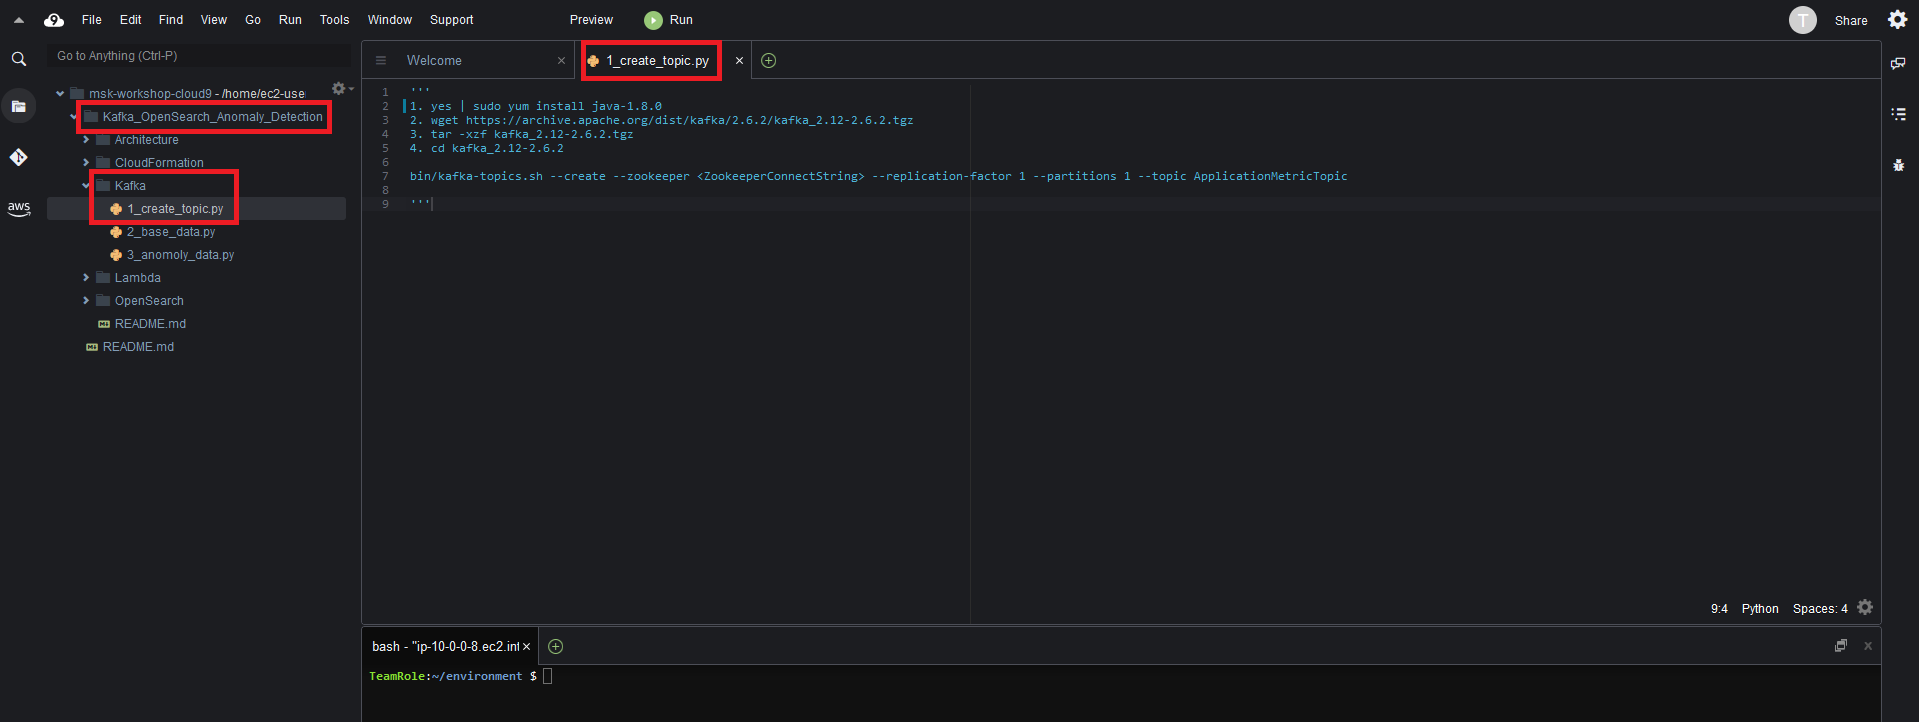 9 File Edit Find View Go Run Tools Window Support Preview Run T Share
Go to Anything (Ctrl-P)
msk-workshop-cloud9 - /home/ec2-use
Kafka_OpenSearch_Anomaly_Detection
Architecture
CloudFormation
Kafka
1_create_topic.py
2_base_data.py
3_anomoly_data.py
Lambda
OpenSearch
README.md
README.md
aws
Welcome 1_create_topic.py
1 '''
2 1. yes | sudo yum install java-1.8.0
3 2. wget https://archive.apache.org/dist/kafka/2.6.2/kafka_2.12-2.6.2.tgz
4 3. tar -xzf kafka_2.12-2.6.2.tgz
5 4. cd kafka_2.12-2.6.2
6
7 bin/kafka-topics.sh --create --zookeeper <ZookeeperConnectString> --replication-factor 1 --partitions 1 --topic ApplicationMetricTopic
8
9 '''
9:4 Python Spaces: 4
bash - "ip-10-0-0-8.ec2.int
TeamRole:~/environment $